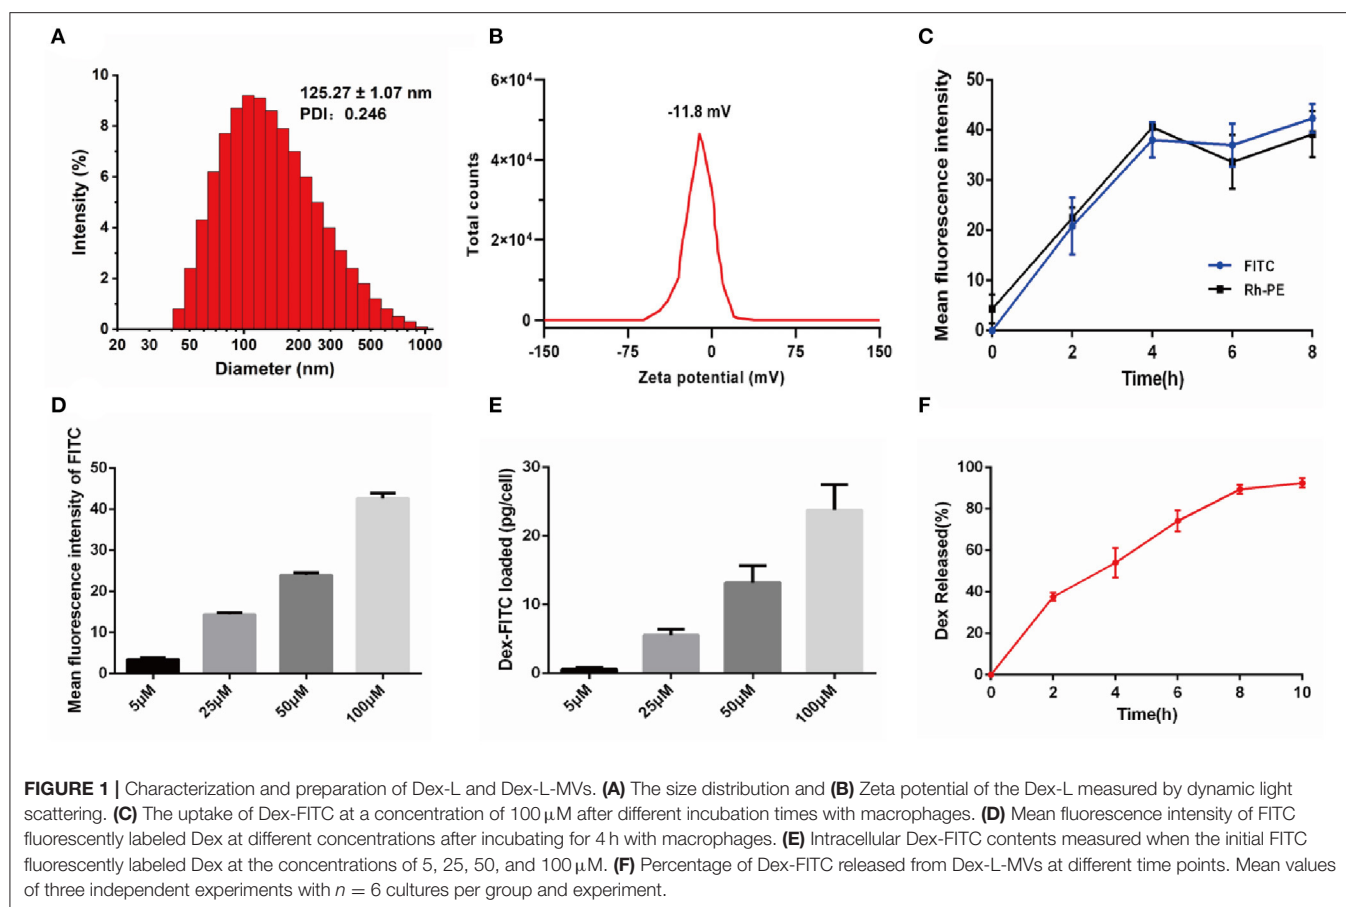 A
Intensity (%)
10
8
6
4
2
0
125.27 ± 1.07 nm
PDI: 0.246
20 30 50 100 200 300 500 1000
Diameter (nm)
B
Total counts
6×10⁴
4×10⁴
2×10⁴
0
-11.8 mV
-150 -75 0 75 150
Zeta potential (mV)
C
Mean fluorescence intensity
50
40
30
20
10
0
FITC
Rh-PE
0 2 4 6 8
Time(h)
D
Mean fluorescence intensity of FITC
50
40
30
20
10
0
5μM 25μM 50μM 100μM
E
Dex-FITC loaded (pg/cell)
30
20
10
0
5μM 25μM 50μM 100μM
F
Dex Released(%)
100
80
60
40
20
0
0 2 4 6 8 10
Time(h)
FIGURE 1 | Characterization and preparation of Dex-L and Dex-L-MVs. (A) The size distribution and (B) Zeta potential of the Dex-L measured by dynamic light
scattering. (C) The uptake of Dex-FITC at a concentration of 100 μM after different incubation times with macrophages. (D) Mean fluorescence intensity of FITC
fluorescently labeled Dex at different concentrations after incubating for 4 h with macrophages. (E) Intracellular Dex-FITC contents measured when the initial FITC
fluorescently labeled Dex at the concentrations of 5, 25, 50, and 100 μM. (F) Percentage of Dex-FITC released from Dex-L-MVs at different time points. Mean values
of three independent experiments with n = 6 cultures per group and experiment.